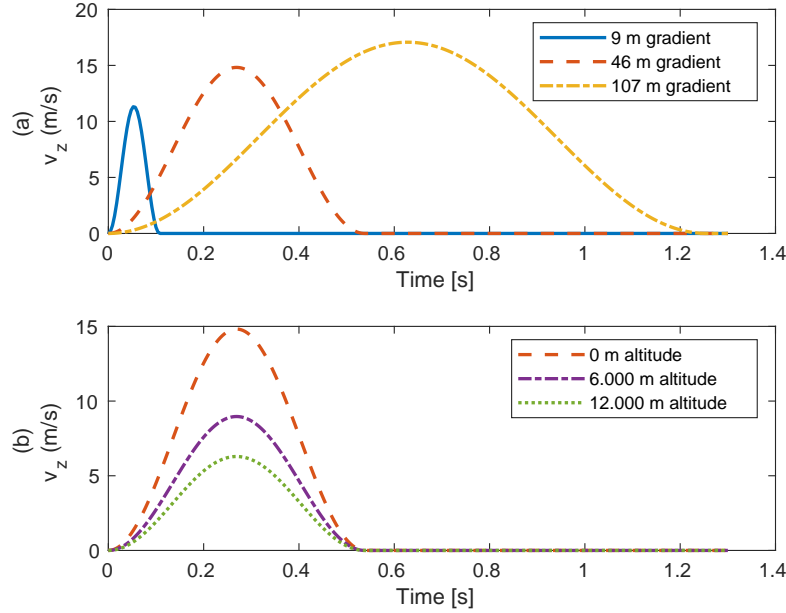 20
15
10
5
0
(a)
v_z (m/s)
9 m gradient
46 m gradient
107 m gradient
0 0.2 0.4 0.6 0.8 1 1.2 1.4
Time [s]
15
10
5
0
(b)
v_z (m/s)
0 m altitude
6.000 m altitude
12.000 m altitude
0 0.2 0.4 0.6 0.8 1 1.2 1.4
Time [s]